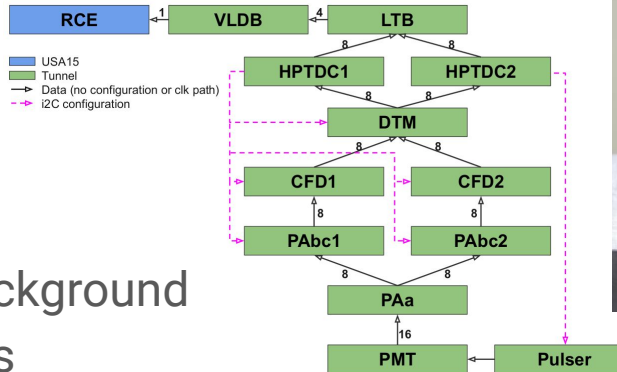 RCE
1
VLDB
4
LTB
8
8
USA15
Tunnel
Data (no configuration or clk path)
i2C configuration
HPTDC1
HPTDC2
8
8
DTM
8
8
CFD1
CFD2
8
8
PAbc1
PAbc2
8
8
ckground
PAa
s
16
PMT
Pulser